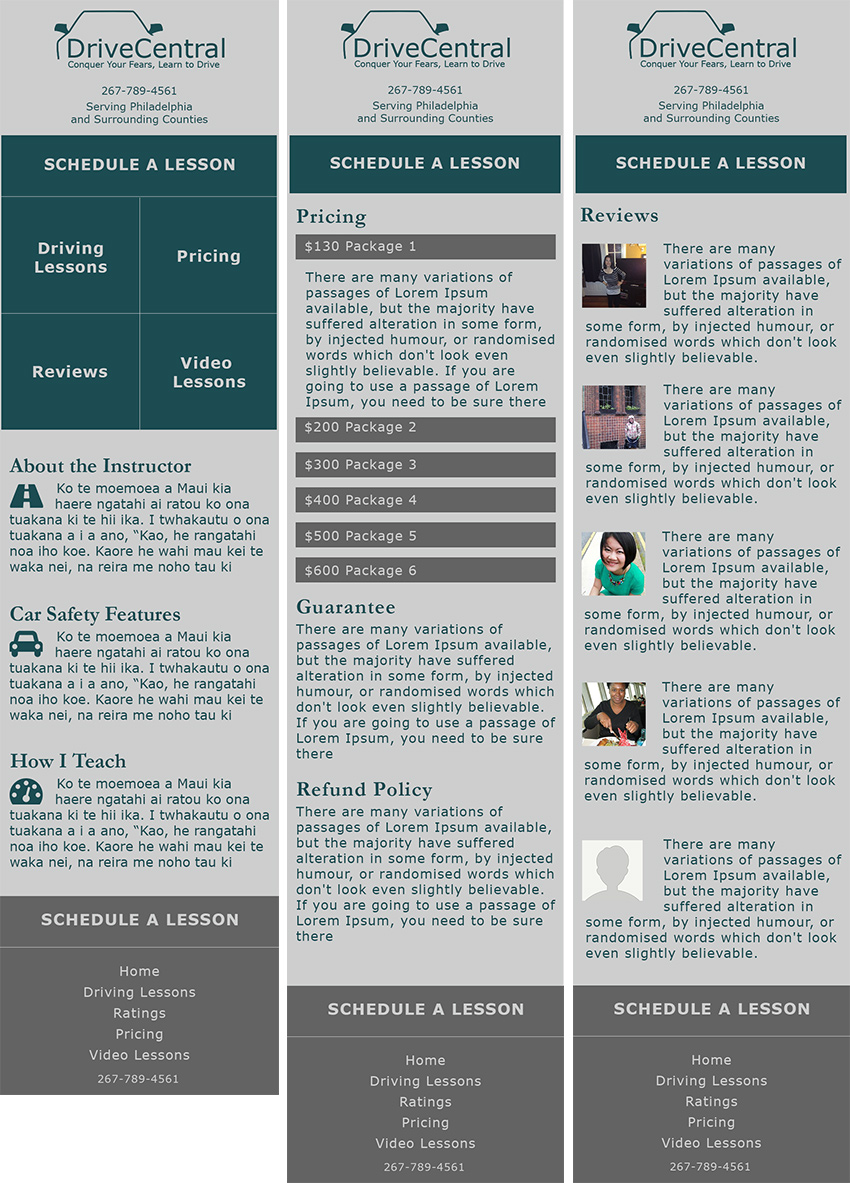 DriveCentral
Conquer Your Fears, Learn to Drive
267-789-4561
Serving Philadelphia
and Surrounding Counties
SCHEDULE A LESSON
Driving
Lessons
Pricing
Reviews
Video
Lessons
About the Instructor
Ko te moemoea a Maui kia
haere ngatahi ai ratou ko ona
tuakana ki te hii ika. I twhakautu o ona
tuakana a i a ano, “Kao, he rangatahi
noa iho koe. Kaore he wahi mau kei te
waka nei, na reira me noho tau ki
Car Safety Features
Ko te moemoea a Maui kia
haere ngatahi ai ratou ko ona
tuakana ki te hii ika. I twhakautu o ona
tuakana a i a ano, “Kao, he rangatahi
noa iho koe. Kaore he wahi mau kei te
waka nei, na reira me noho tau ki
How I Teach
Ko te moemoea a Maui kia
haere ngatahi ai ratou ko ona
tuakana ki te hii ika. I twhakautu o ona
tuakana a i a ano, “Kao, he rangatahi
noa iho koe. Kaore he wahi mau kei te
waka nei, na reira me noho tau ki
SCHEDULE A LESSON
Home
Driving Lessons
Ratings
Pricing
Video Lessons
267-789-4561
DriveCentral
Conquer Your Fears, Learn to Drive
267-789-4561
Serving Philadelphia
and Surrounding Counties
SCHEDULE A LESSON
Pricing
$130 Package 1
There are many variations of
passages of Lorem Ipsum
available, but the majority have
suffered alteration in some form,
by injected humour, or randomised
words which don't look even
slightly believable. If you are
going to use a passage of Lorem
Ipsum, you need to be sure there
$200 Package 2
$300 Package 3
$400 Package 4
$500 Package 5
$600 Package 6
Guarantee
There are many variations of
passages of Lorem Ipsum available,
but the majority have suffered
alteration in some form, by injected
humour, or randomised words which
don't look even slightly believable.
If you are going to use a passage of
Lorem Ipsum, you need to be sure
there
Refund Policy
There are many variations of
passages of Lorem Ipsum available,
but the majority have suffered
alteration in some form, by injected
humour, or randomised words which
don't look even slightly believable.
If you are going to use a passage of
Lorem Ipsum, you need to be sure
there
SCHEDULE A LESSON
Home
Driving Lessons
Ratings
Pricing
Video Lessons
267-789-4561
DriveCentral
Conquer Your Fears, Learn to Drive
267-789-4561
Serving Philadelphia
and Surrounding Counties
SCHEDULE A LESSON
Reviews
There are many
variations of passages of
Lorem Ipsum available,
but the majority have
suffered alteration in
some form, by injected humour, or
randomised words which don't look
even slightly believable.
There are many
variations of passages of
Lorem Ipsum available,
but the majority have
suffered alteration in
some form, by injected humour, or
randomised words which don't look
even slightly believable.
There are many
variations of passages of
Lorem Ipsum available,
but the majority have
suffered alteration in
some form, by injected humour, or
randomised words which don't look
even slightly believable.
There are many
variations of passages of
Lorem Ipsum available,
but the majority have
suffered alteration in
some form, by injected humour, or
randomised words which don't look
even slightly believable.
There are many
variations of passages of
Lorem Ipsum available,
but the majority have
suffered alteration in
some form, by injected humour, or
randomised words which don't look
even slightly believable.
SCHEDULE A LESSON
Home
Driving Lessons
Ratings
Pricing
Video Lessons
267-789-4561